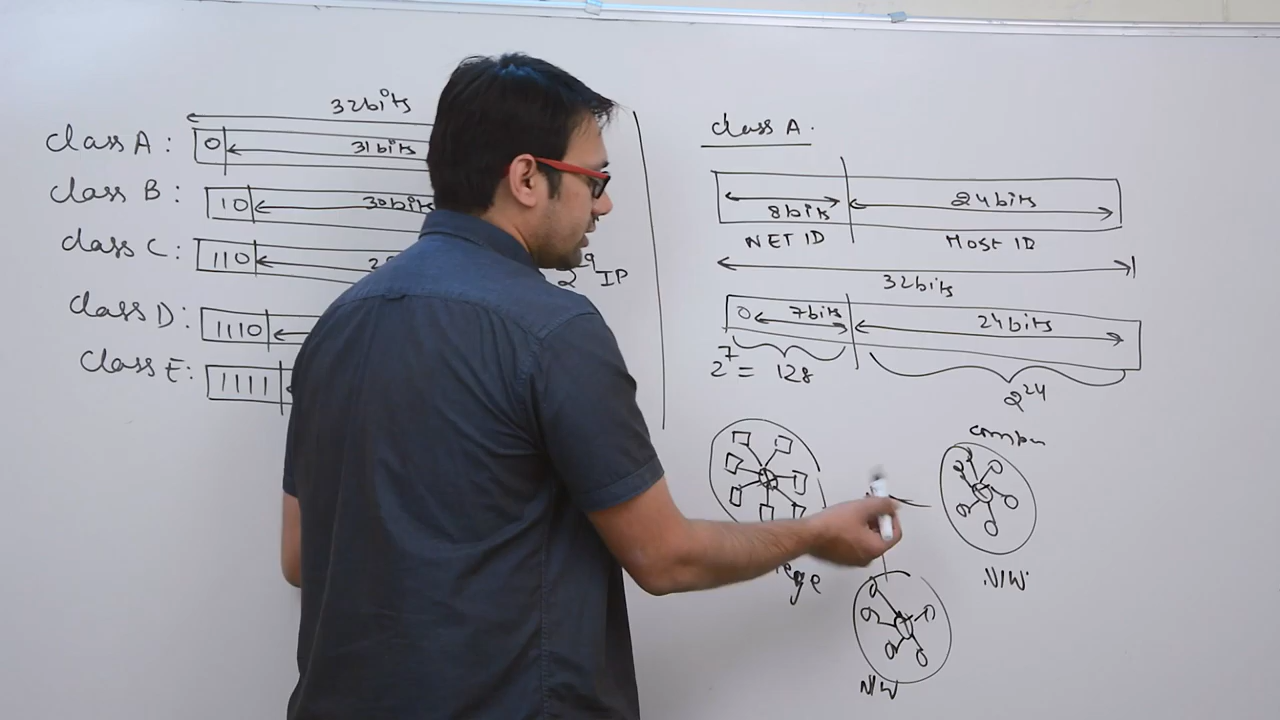 32bits
class A :
0
31bits
class B :
10
30bits
class C :
110
2⁹ IP
class D :
1110
class E :
1111
class A .
8bits
24bits
NET ID
Host ID
32bits
0
7bits
24bits
2⁷ = 128
2²⁴
compu
N/W
N/W